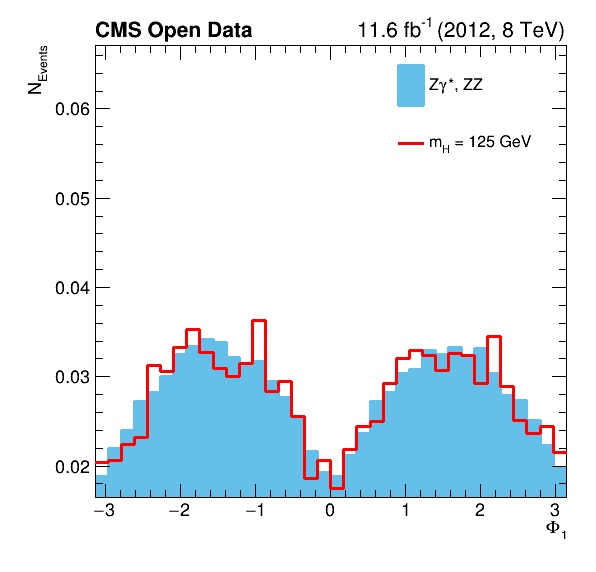 CMS Open Data 11.6 fb-1 (2012, 8 TeV)
NEvents
Zγ*, ZZ
mH = 125 GeV
0.06
0.05
0.04
0.03
0.02
−3 −2 −1 0 1 2 3
Φ1